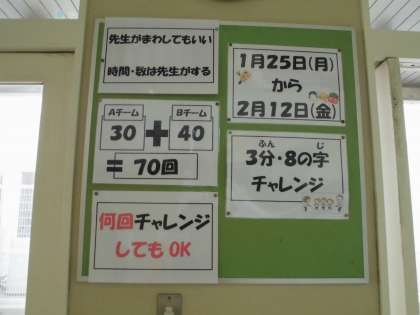 先生がまわしてもいい
時間・数は先生がする
Aチーム Bチーム
30 + 40
= 70回
何回チャレンジ
してもOK
1月25日(月)
から
2月12日(金)
3分・8の字
ふん じ
チャレンジ